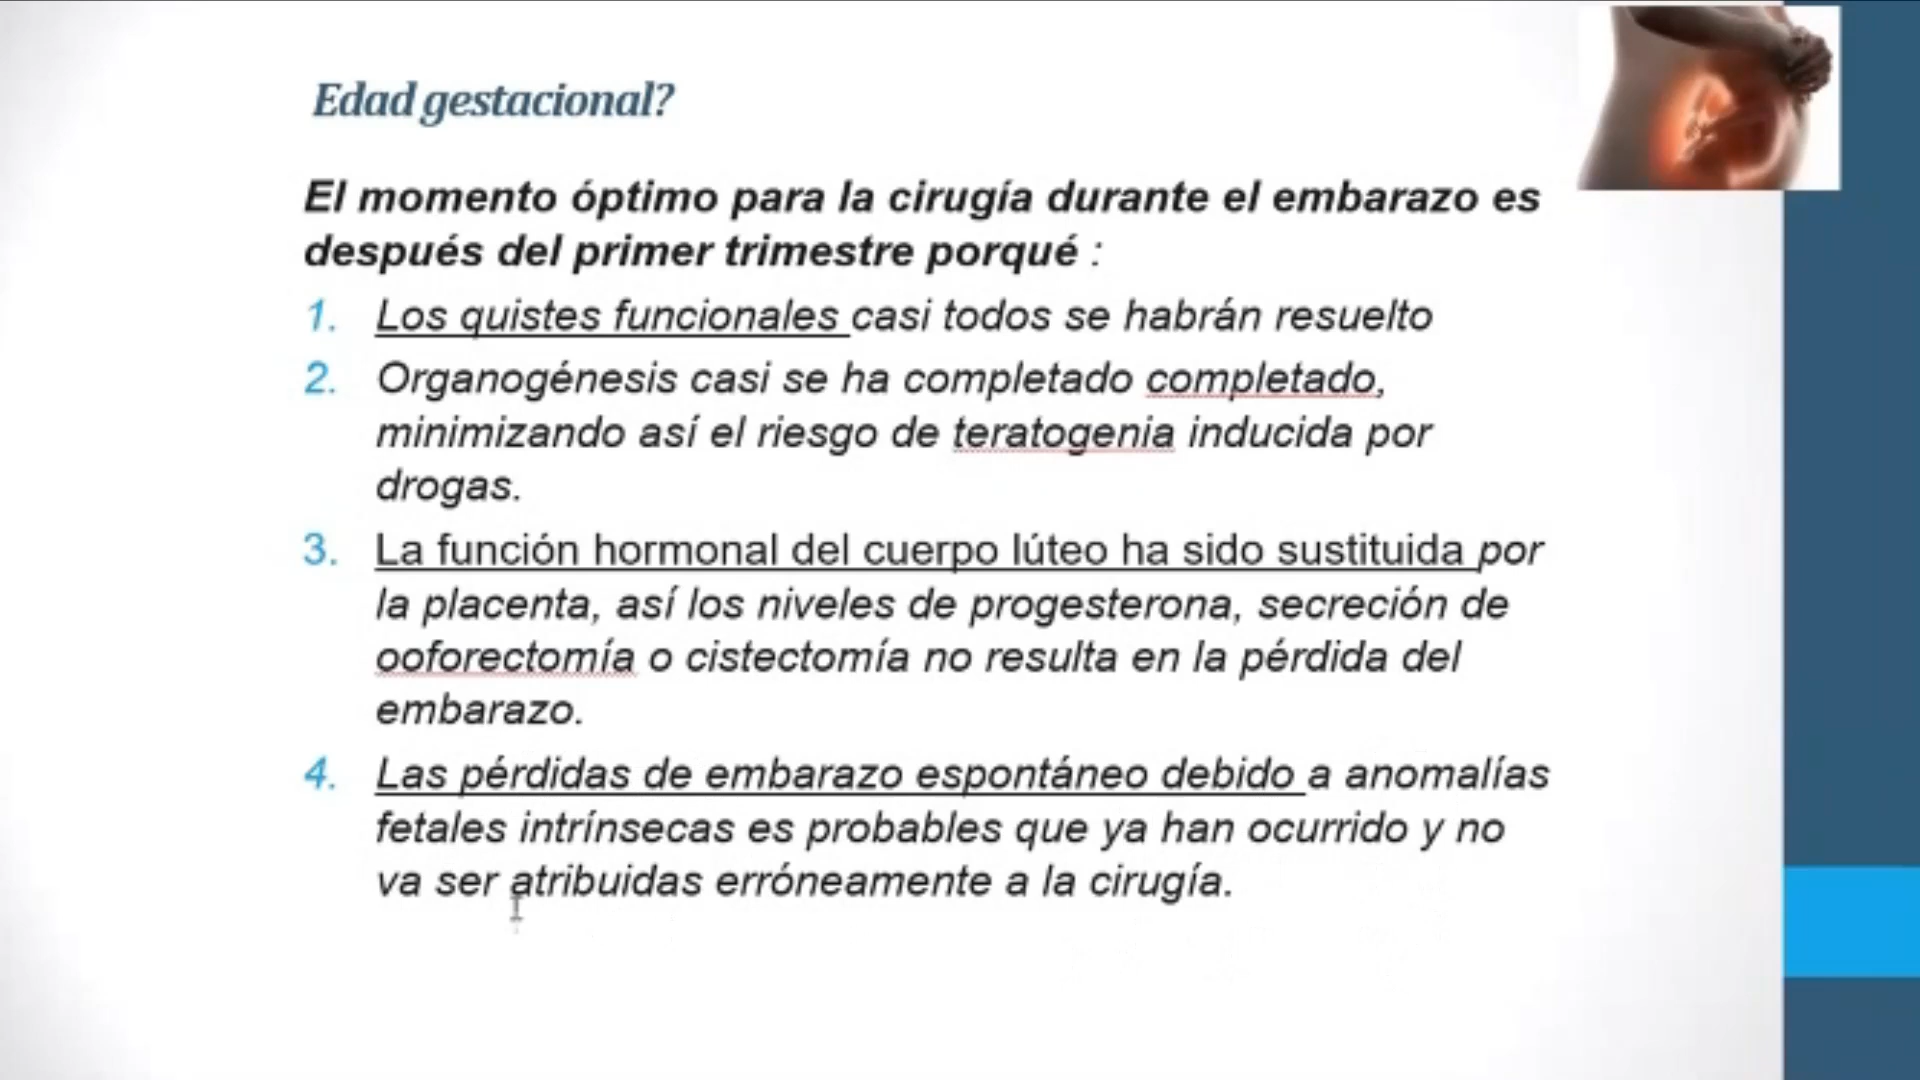 Edad gestacional?
El momento óptimo para la cirugía durante el embarazo es
después del primer trimestre porqué :
1. Los quistes funcionales casi todos se habrán resuelto
2. Organogénesis casi se ha completado completado,
minimizando así el riesgo de teratogenia inducida por
drogas.
3. La función hormonal del cuerpo lúteo ha sido sustituida por
la placenta, así los niveles de progesterona, secreción de
ooforectomía o cistectomía no resulta en la pérdida del
embarazo.
4. Las pérdidas de embarazo espontáneo debido a anomalías
fetales intrínsecas es probables que ya han ocurrido y no
va ser atribuidas erróneamente a la cirugía.